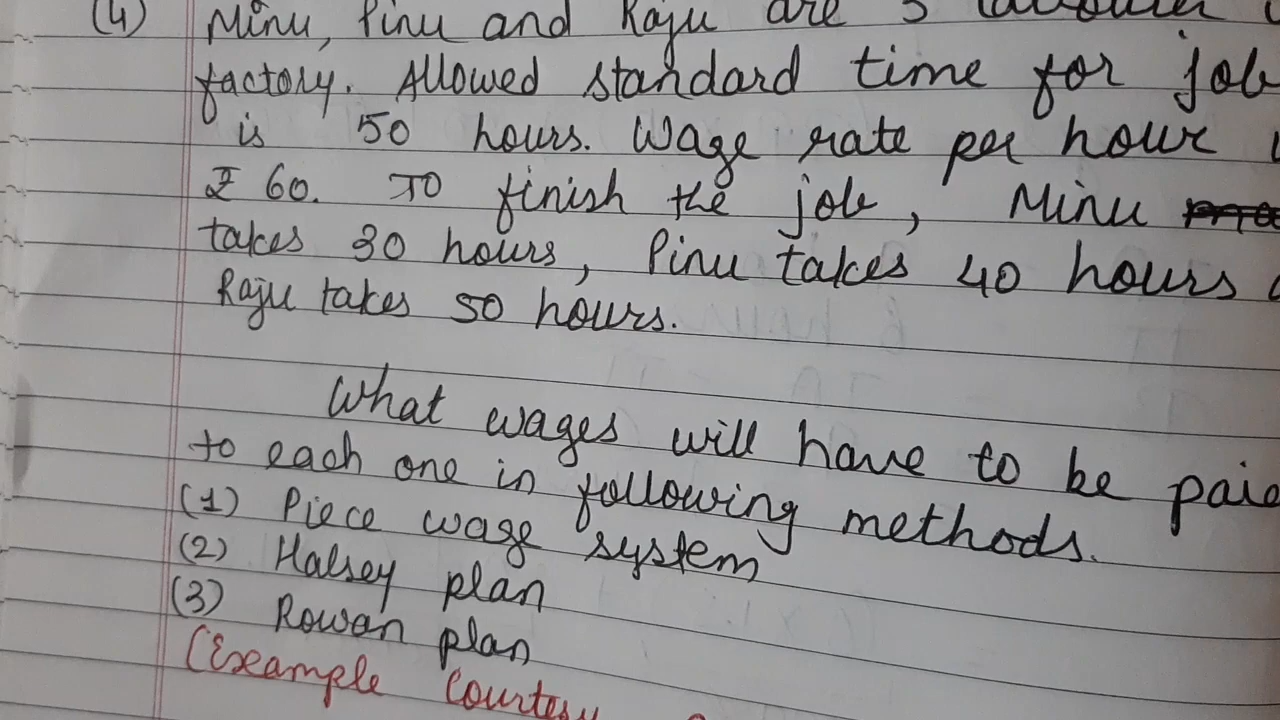 (4) Minu, Pinu and Raju are 3
factory. Allowed standard time for job
is 50 hours. Wage rate per hour
₹ 60. To finish the job, Minu
takes 30 hours, Pinu takes 40 hours
Raju takes 50 hours.
What wages will have to be paid
to each one in following methods.
(1) Piece wage system
(2) Halsey plan
(3) Rowan plan
(Example Courtesy